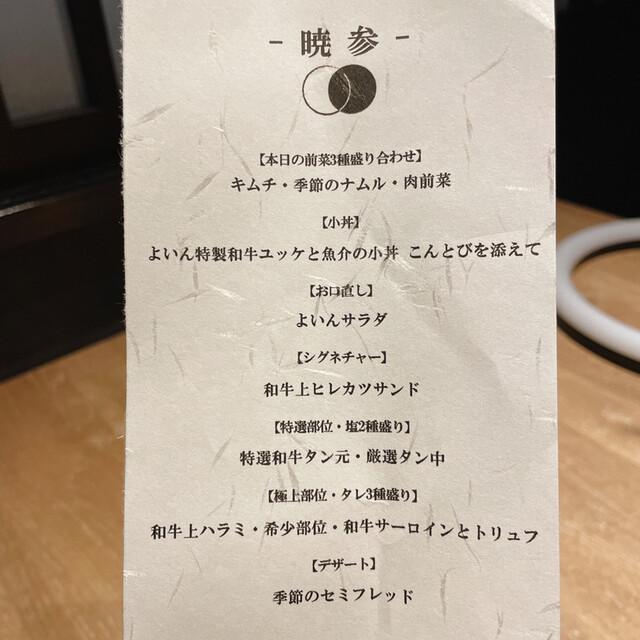 - 暁 参 -
【本日の前菜3種盛り合わせ】
キムチ・季節のナムル・肉前菜
【小丼】
よいん特製和牛ユッケと魚介の小丼 こんとびを添えて
【お口直し】
よいんサラダ
【シグネチャー】
和牛上ヒレカツサンド
【特選部位・塩2種盛り】
特選和牛タン元・厳選タン中
【極上部位・タレ3種盛り】
和牛上ハラミ・希少部位・和牛サーロインとトリュフ
【デザート】
季節のセミフレッド